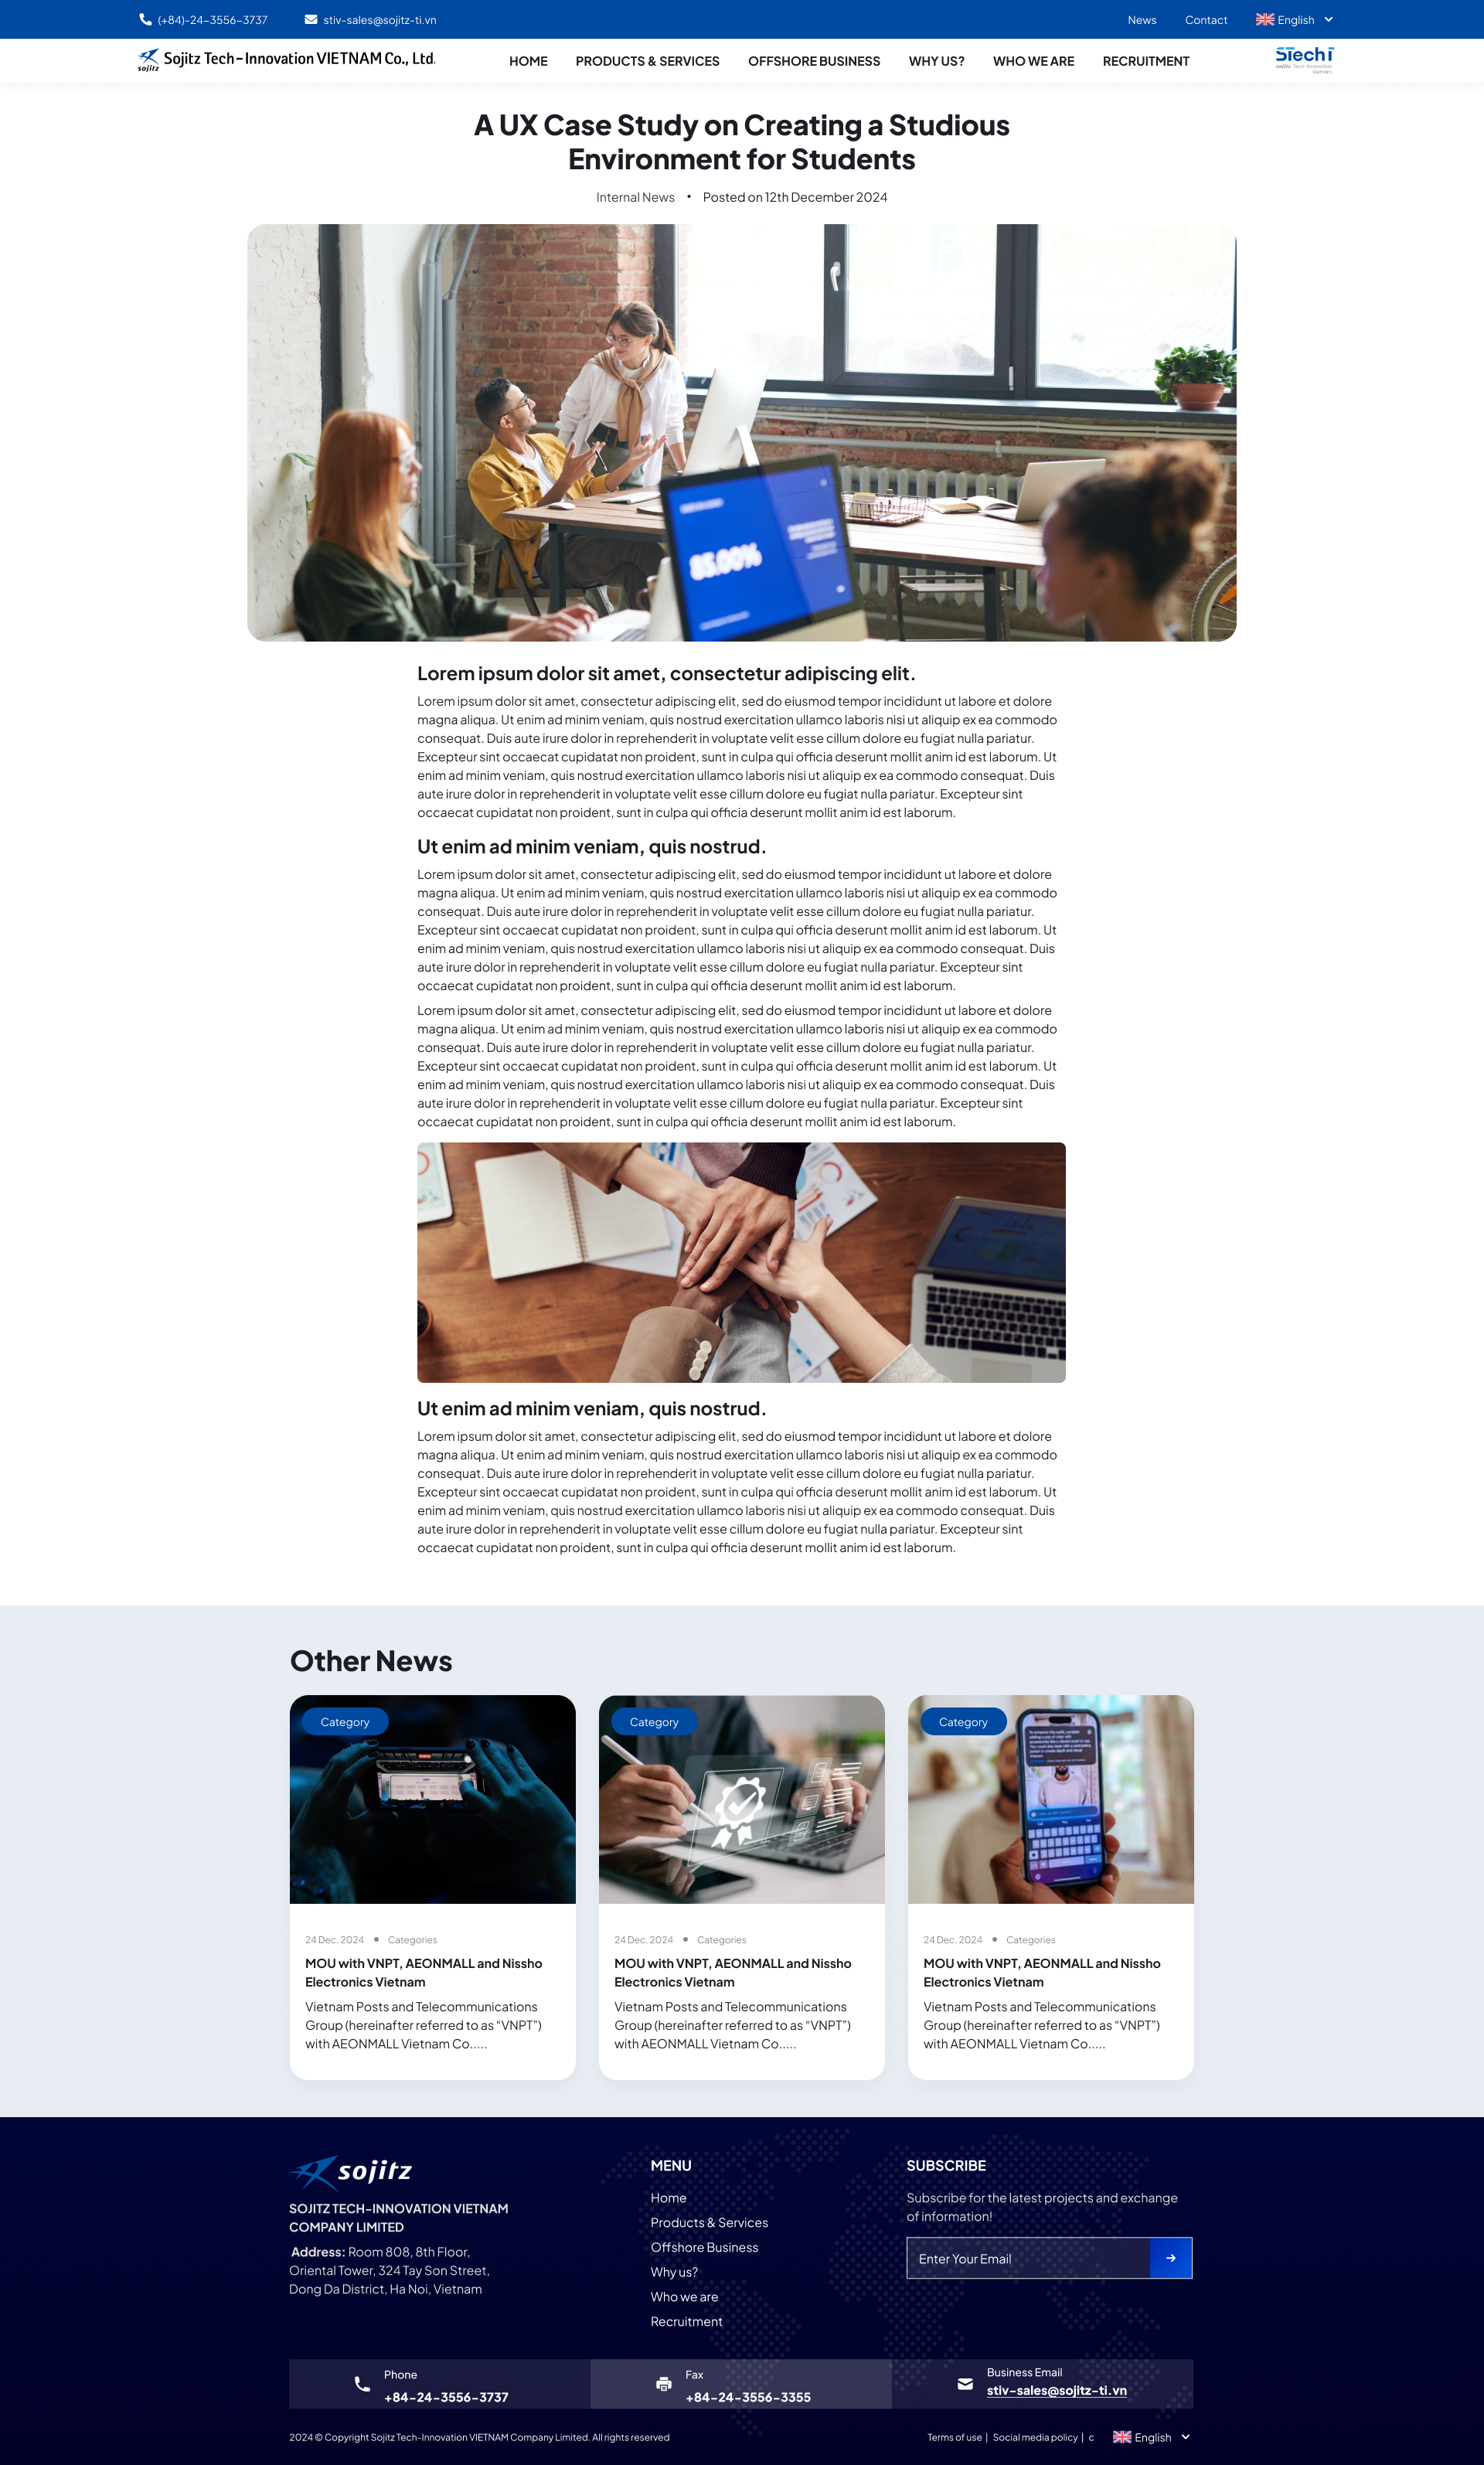 (+84)-24-3556-3737
stiv-sales@sojitz-ti.vn
News
Contact
English
sojitz
Sojitz Tech-Innovation VIETNAM Co., Ltd.
HOME
PRODUCTS & SERVICES
OFFSHORE BUSINESS
WHY US?
WHO WE ARE
RECRUITMENT
STech I
sojitz Tech-Innovation
Vietnam
A UX Case Study on Creating a Studious
Environment for Students
Internal News • Posted on 12th December 2024
83.00%
Lorem ipsum dolor sit amet, consectetur adipiscing elit.
Lorem ipsum dolor sit amet, consectetur adipiscing elit, sed do eiusmod tempor incididunt ut labore et dolore
magna aliqua. Ut enim ad minim veniam, quis nostrud exercitation ullamco laboris nisi ut aliquip ex ea commodo
consequat. Duis aute irure dolor in reprehenderit in voluptate velit esse cillum dolore eu fugiat nulla pariatur.
Excepteur sint occaecat cupidatat non proident, sunt in culpa qui officia deserunt mollit anim id est laborum. Ut
enim ad minim veniam, quis nostrud exercitation ullamco laboris nisi ut aliquip ex ea commodo consequat. Duis
aute irure dolor in reprehenderit in voluptate velit esse cillum dolore eu fugiat nulla pariatur. Excepteur sint
occaecat cupidatat non proident, sunt in culpa qui officia deserunt mollit anim id est laborum.
Ut enim ad minim veniam, quis nostrud.
Lorem ipsum dolor sit amet, consectetur adipiscing elit, sed do eiusmod tempor incididunt ut labore et dolore
magna aliqua. Ut enim ad minim veniam, quis nostrud exercitation ullamco laboris nisi ut aliquip ex ea commodo
consequat. Duis aute irure dolor in reprehenderit in voluptate velit esse cillum dolore eu fugiat nulla pariatur.
Excepteur sint occaecat cupidatat non proident, sunt in culpa qui officia deserunt mollit anim id est laborum. Ut
enim ad minim veniam, quis nostrud exercitation ullamco laboris nisi ut aliquip ex ea commodo consequat. Duis
aute irure dolor in reprehenderit in voluptate velit esse cillum dolore eu fugiat nulla pariatur. Excepteur sint
occaecat cupidatat non proident, sunt in culpa qui officia deserunt mollit anim id est laborum.
Lorem ipsum dolor sit amet, consectetur adipiscing elit, sed do eiusmod tempor incididunt ut labore et dolore
magna aliqua. Ut enim ad minim veniam, quis nostrud exercitation ullamco laboris nisi ut aliquip ex ea commodo
consequat. Duis aute irure dolor in reprehenderit in voluptate velit esse cillum dolore eu fugiat nulla pariatur.
Excepteur sint occaecat cupidatat non proident, sunt in culpa qui officia deserunt mollit anim id est laborum. Ut
enim ad minim veniam, quis nostrud exercitation ullamco laboris nisi ut aliquip ex ea commodo consequat. Duis
aute irure dolor in reprehenderit in voluptate velit esse cillum dolore eu fugiat nulla pariatur. Excepteur sint
occaecat cupidatat non proident, sunt in culpa qui officia deserunt mollit anim id est laborum.
Ut enim ad minim veniam, quis nostrud.
Lorem ipsum dolor sit amet, consectetur adipiscing elit, sed do eiusmod tempor incididunt ut labore et dolore
magna aliqua. Ut enim ad minim veniam, quis nostrud exercitation ullamco laboris nisi ut aliquip ex ea commodo
consequat. Duis aute irure dolor in reprehenderit in voluptate velit esse cillum dolore eu fugiat nulla pariatur.
Excepteur sint occaecat cupidatat non proident, sunt in culpa qui officia deserunt mollit anim id est laborum. Ut
enim ad minim veniam, quis nostrud exercitation ullamco laboris nisi ut aliquip ex ea commodo consequat. Duis
aute irure dolor in reprehenderit in voluptate velit esse cillum dolore eu fugiat nulla pariatur. Excepteur sint
occaecat cupidatat non proident, sunt in culpa qui officia deserunt mollit anim id est laborum.
Other News
Category
24 Dec, 2024 • Categories
MOU with VNPT, AEONMALL and Nissho
Electronics Vietnam
Vietnam Posts and Telecommunications
Group (hereinafter referred to as “VNPT”)
with AEONMALL Vietnam Co.....
Category
24 Dec, 2024 • Categories
MOU with VNPT, AEONMALL and Nissho
Electronics Vietnam
Vietnam Posts and Telecommunications
Group (hereinafter referred to as “VNPT”)
with AEONMALL Vietnam Co.....
Category
24 Dec, 2024 • Categories
MOU with VNPT, AEONMALL and Nissho
Electronics Vietnam
Vietnam Posts and Telecommunications
Group (hereinafter referred to as “VNPT”)
with AEONMALL Vietnam Co.....
sojitz
SOJITZ TECH-INNOVATION VIETNAM
COMPANY LIMITED
Address: Room 808, 8th Floor,
Oriental Tower, 324 Tay Son Street,
Dong Da District, Ha Noi, Vietnam
MENU
Home
Products & Services
Offshore Business
Why us?
Who we are
Recruitment
SUBSCRIBE
Subscribe for the latest projects and exchange
of information!
Enter Your Email
Phone
+84-24-3556-3737
Fax
+84-24-3556-3355
Business Email
stiv-sales@sojitz-ti.vn
2024 © Copyright Sojitz Tech-Innovation VIETNAM Company Limited. All rights reserved
Terms of use | Social media policy | c
English